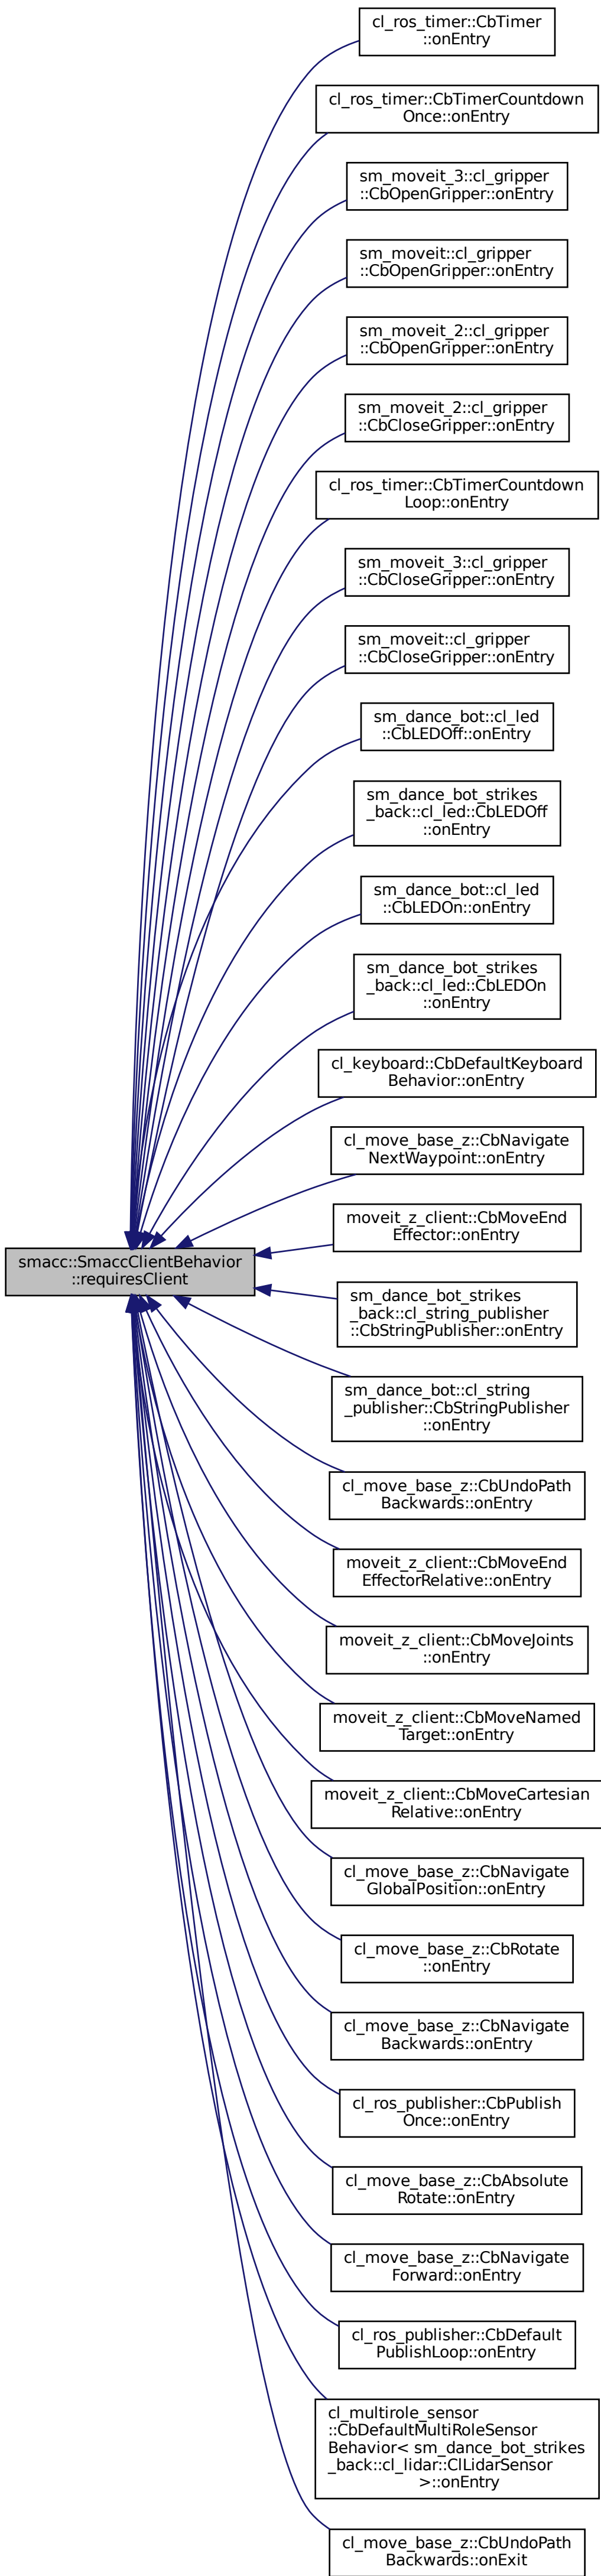 cl_ros_timer::CbTimer
::onEntry
cl_ros_timer::CbTimerCountdown
Once::onEntry
sm_moveit_3::cl_gripper
::CbOpenGripper::onEntry
sm_moveit::cl_gripper
::CbOpenGripper::onEntry
sm_moveit_2::cl_gripper
::CbOpenGripper::onEntry
sm_moveit_2::cl_gripper
::CbCloseGripper::onEntry
cl_ros_timer::CbTimerCountdown
Loop::onEntry
sm_moveit_3::cl_gripper
::CbCloseGripper::onEntry
sm_moveit::cl_gripper
::CbCloseGripper::onEntry
sm_dance_bot::cl_led
::CbLEDOff::onEntry
sm_dance_bot_strikes
_back::cl_led::CbLEDOff
::onEntry
sm_dance_bot::cl_led
::CbLEDOn::onEntry
sm_dance_bot_strikes
_back::cl_led::CbLEDOn
::onEntry
cl_keyboard::CbDefaultKeyboard
Behavior::onEntry
cl_move_base_z::CbNavigate
NextWaypoint::onEntry
moveit_z_client::CbMoveEnd
Effector::onEntry
smacc::SmaccClientBehavior
::requiresClient
sm_dance_bot_strikes
_back::cl_string_publisher
::CbStringPublisher::onEntry
sm_dance_bot::cl_string
_publisher::CbStringPublisher
::onEntry
cl_move_base_z::CbUndoPath
Backwards::onEntry
moveit_z_client::CbMoveEnd
EffectorRelative::onEntry
moveit_z_client::CbMoveJoints
::onEntry
moveit_z_client::CbMoveNamed
Target::onEntry
moveit_z_client::CbMoveCartesian
Relative::onEntry
cl_move_base_z::CbNavigate
GlobalPosition::onEntry
cl_move_base_z::CbRotate
::onEntry
cl_move_base_z::CbNavigate
Backwards::onEntry
cl_ros_publisher::CbPublish
Once::onEntry
cl_move_base_z::CbAbsolute
Rotate::onEntry
cl_move_base_z::CbNavigate
Forward::onEntry
cl_ros_publisher::CbDefault
PublishLoop::onEntry
cl_multirole_sensor
::CbDefaultMultiRoleSensor
Behavior< sm_dance_bot_strikes
_back::cl_lidar::ClLidarSensor
>::onEntry
cl_move_base_z::CbUndoPath
Backwards::onExit